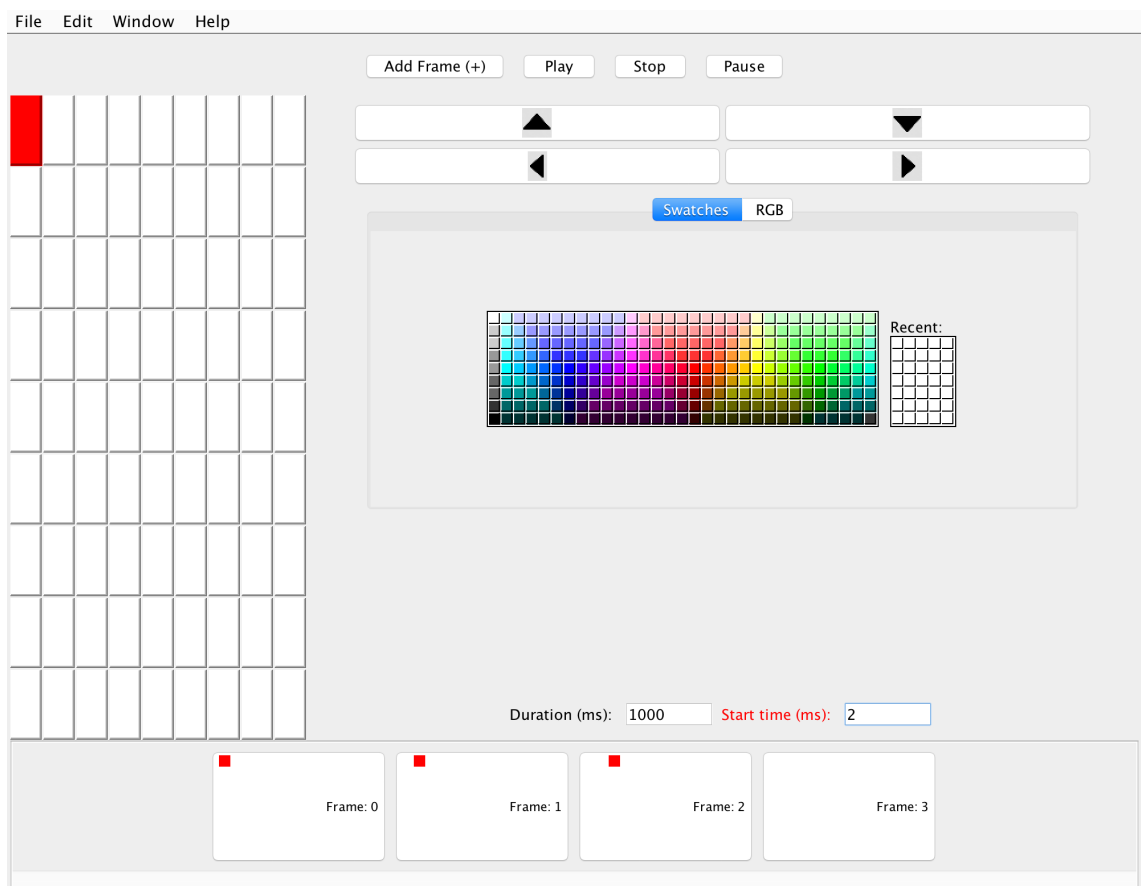 File Edit Window Help
Add Frame (+) Play Stop Pause
Swatches RGB
Recent:
Duration (ms): 1000 Start time (ms): 2
Frame: 0 Frame: 1 Frame: 2 Frame: 3